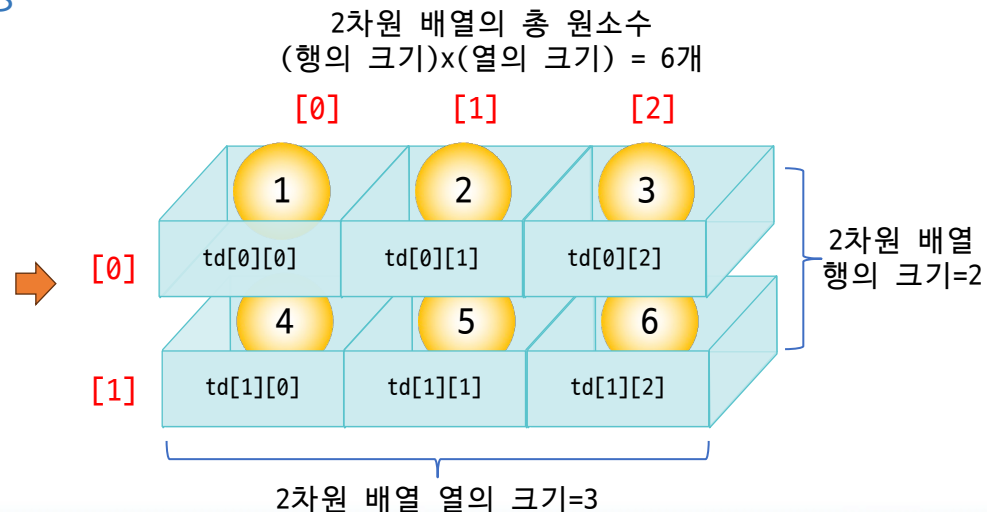 2차원 배열의 총 원소수
(행의 크기)x(열의 크기) = 6개
[0] [1] [2]
1 2 3
[0] td[0][0] td[0][1] td[0][2]
2차원 배열
행의 크기=2
4 5 6
[1] td[1][0] td[1][1] td[1][2]
2차원 배열 열의 크기=3